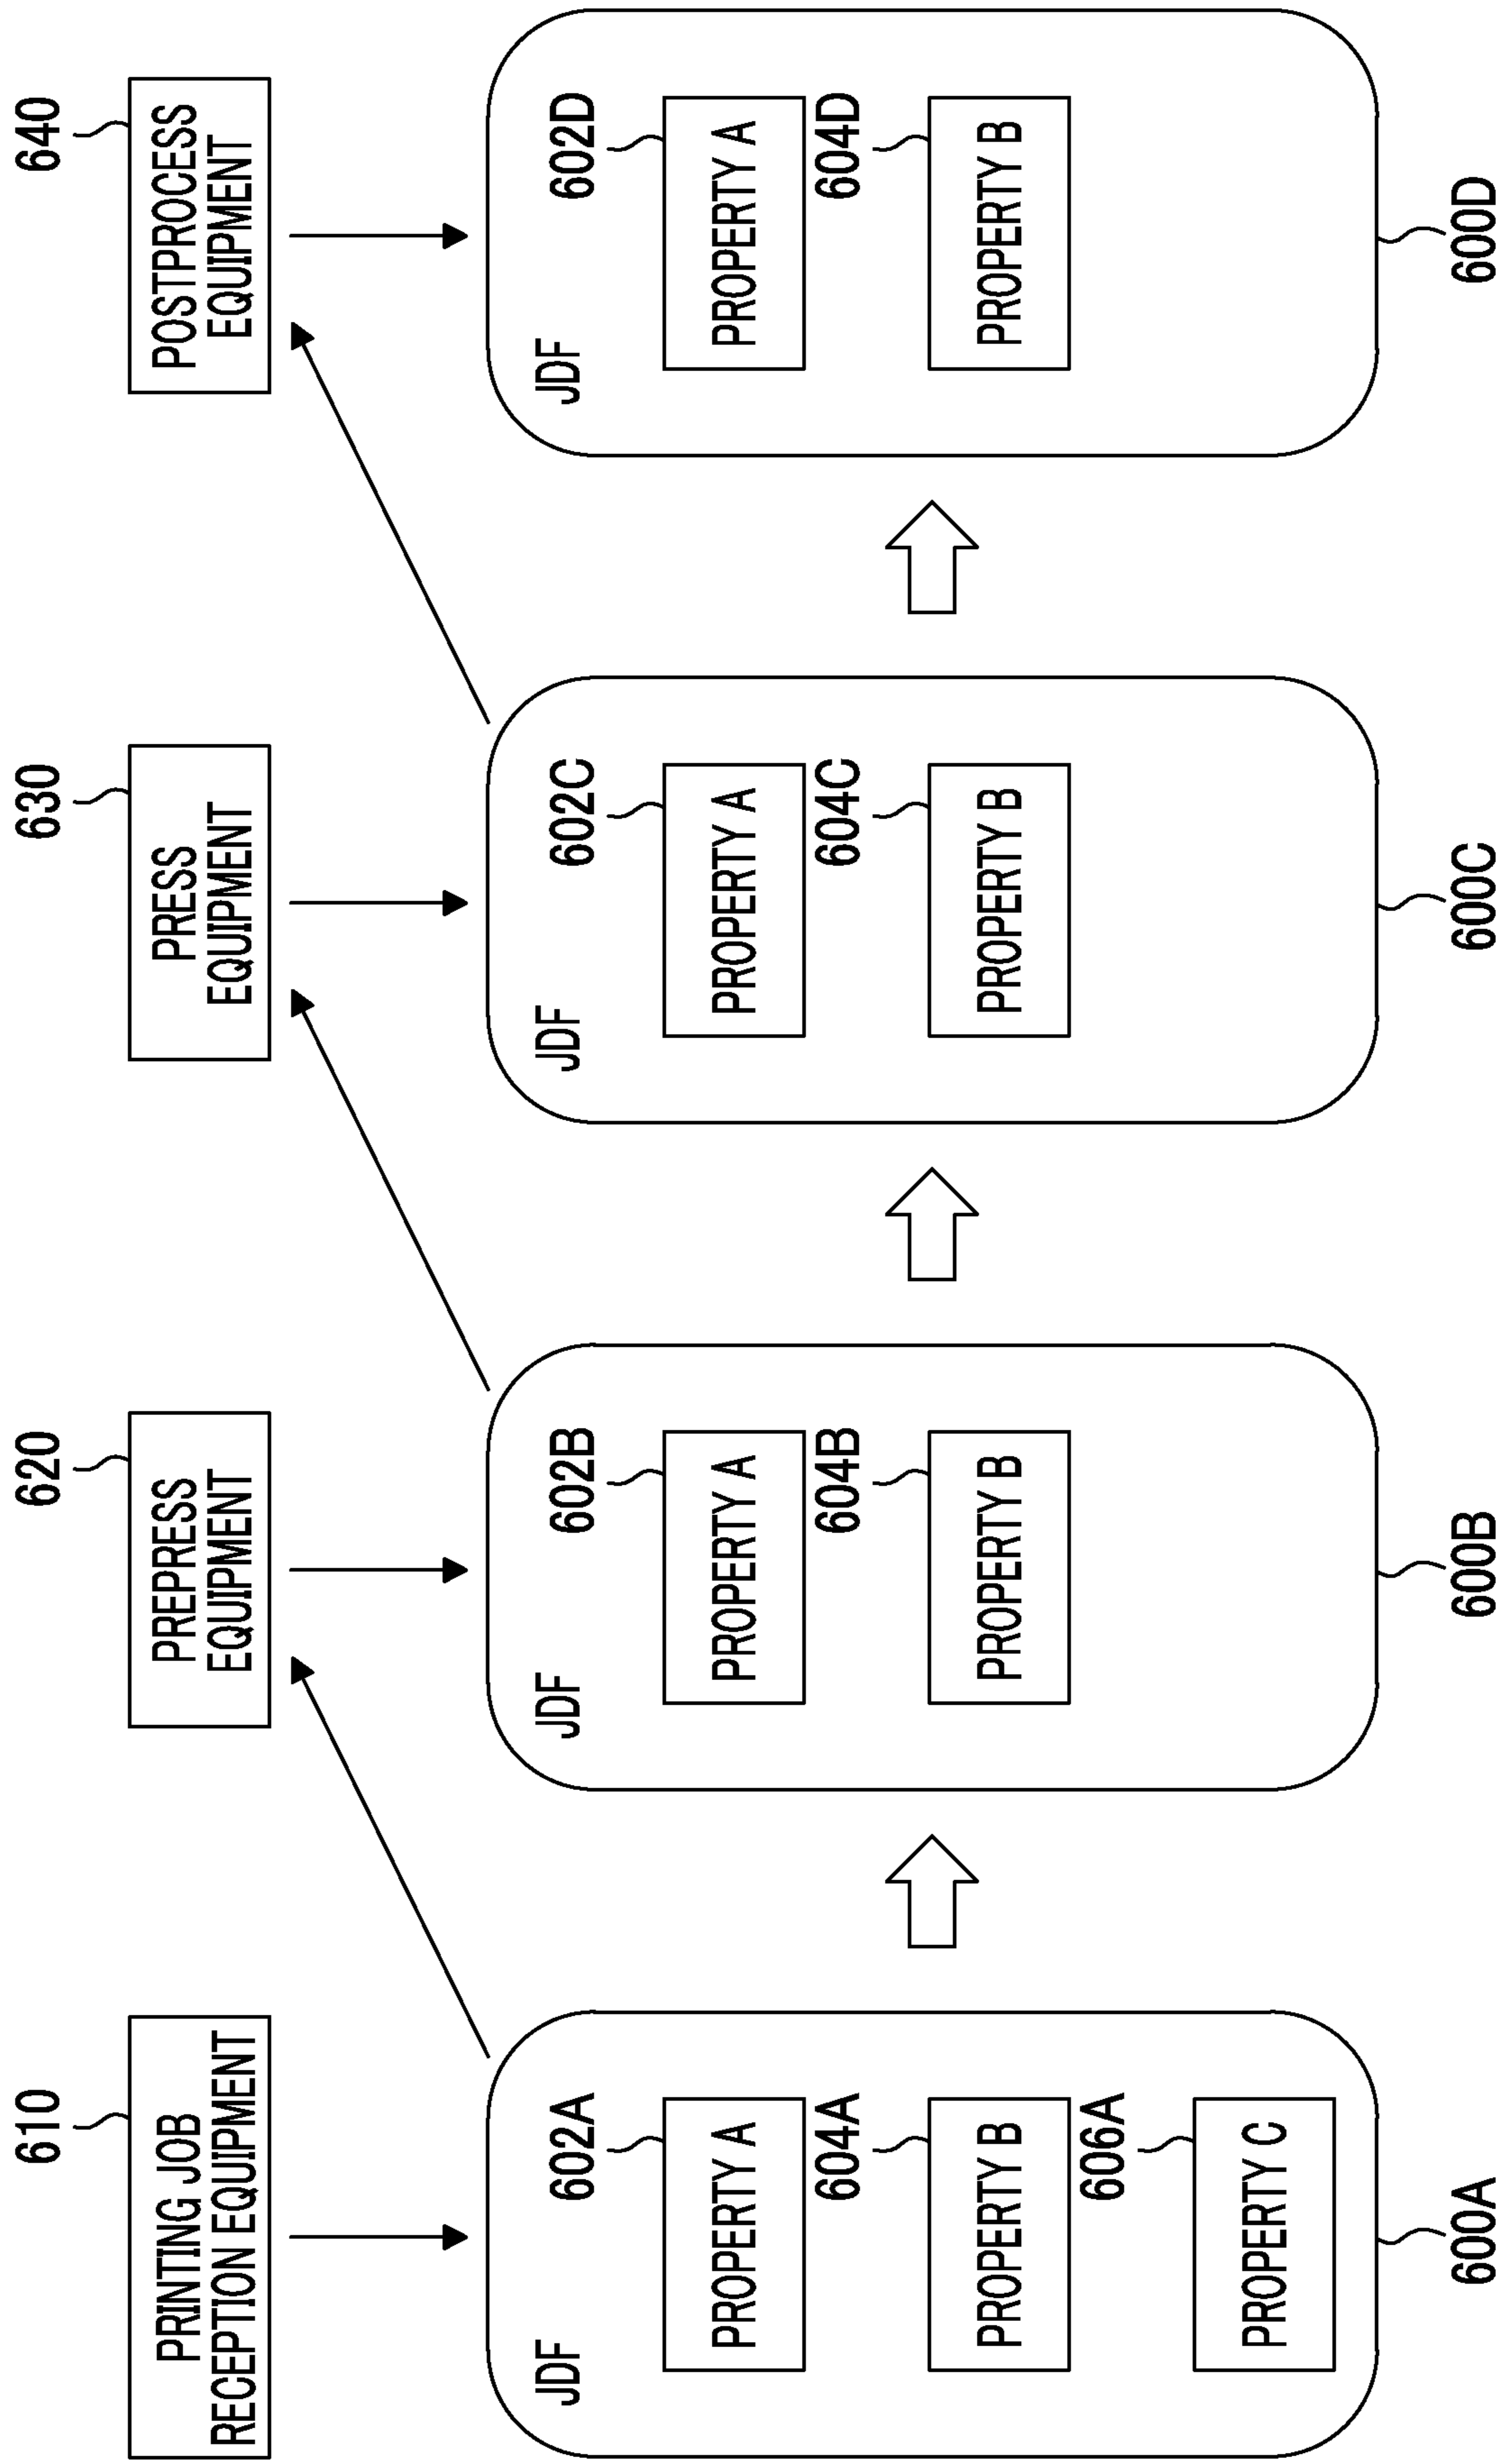 610
PRINTING JOB
RECEPTION EQUIPMENT
620
PREPRESS
EQUIPMENT
630
PRESS
EQUIPMENT
640
POSTPROCESS
EQUIPMENT
JDF
602A
PROPERTY A
604A
PROPERTY B
606A
PROPERTY C
600A
JDF
602B
PROPERTY A
604B
PROPERTY B
600B
JDF
602C
PROPERTY A
604C
PROPERTY B
600C
JDF
602D
PROPERTY A
604D
PROPERTY B
600D